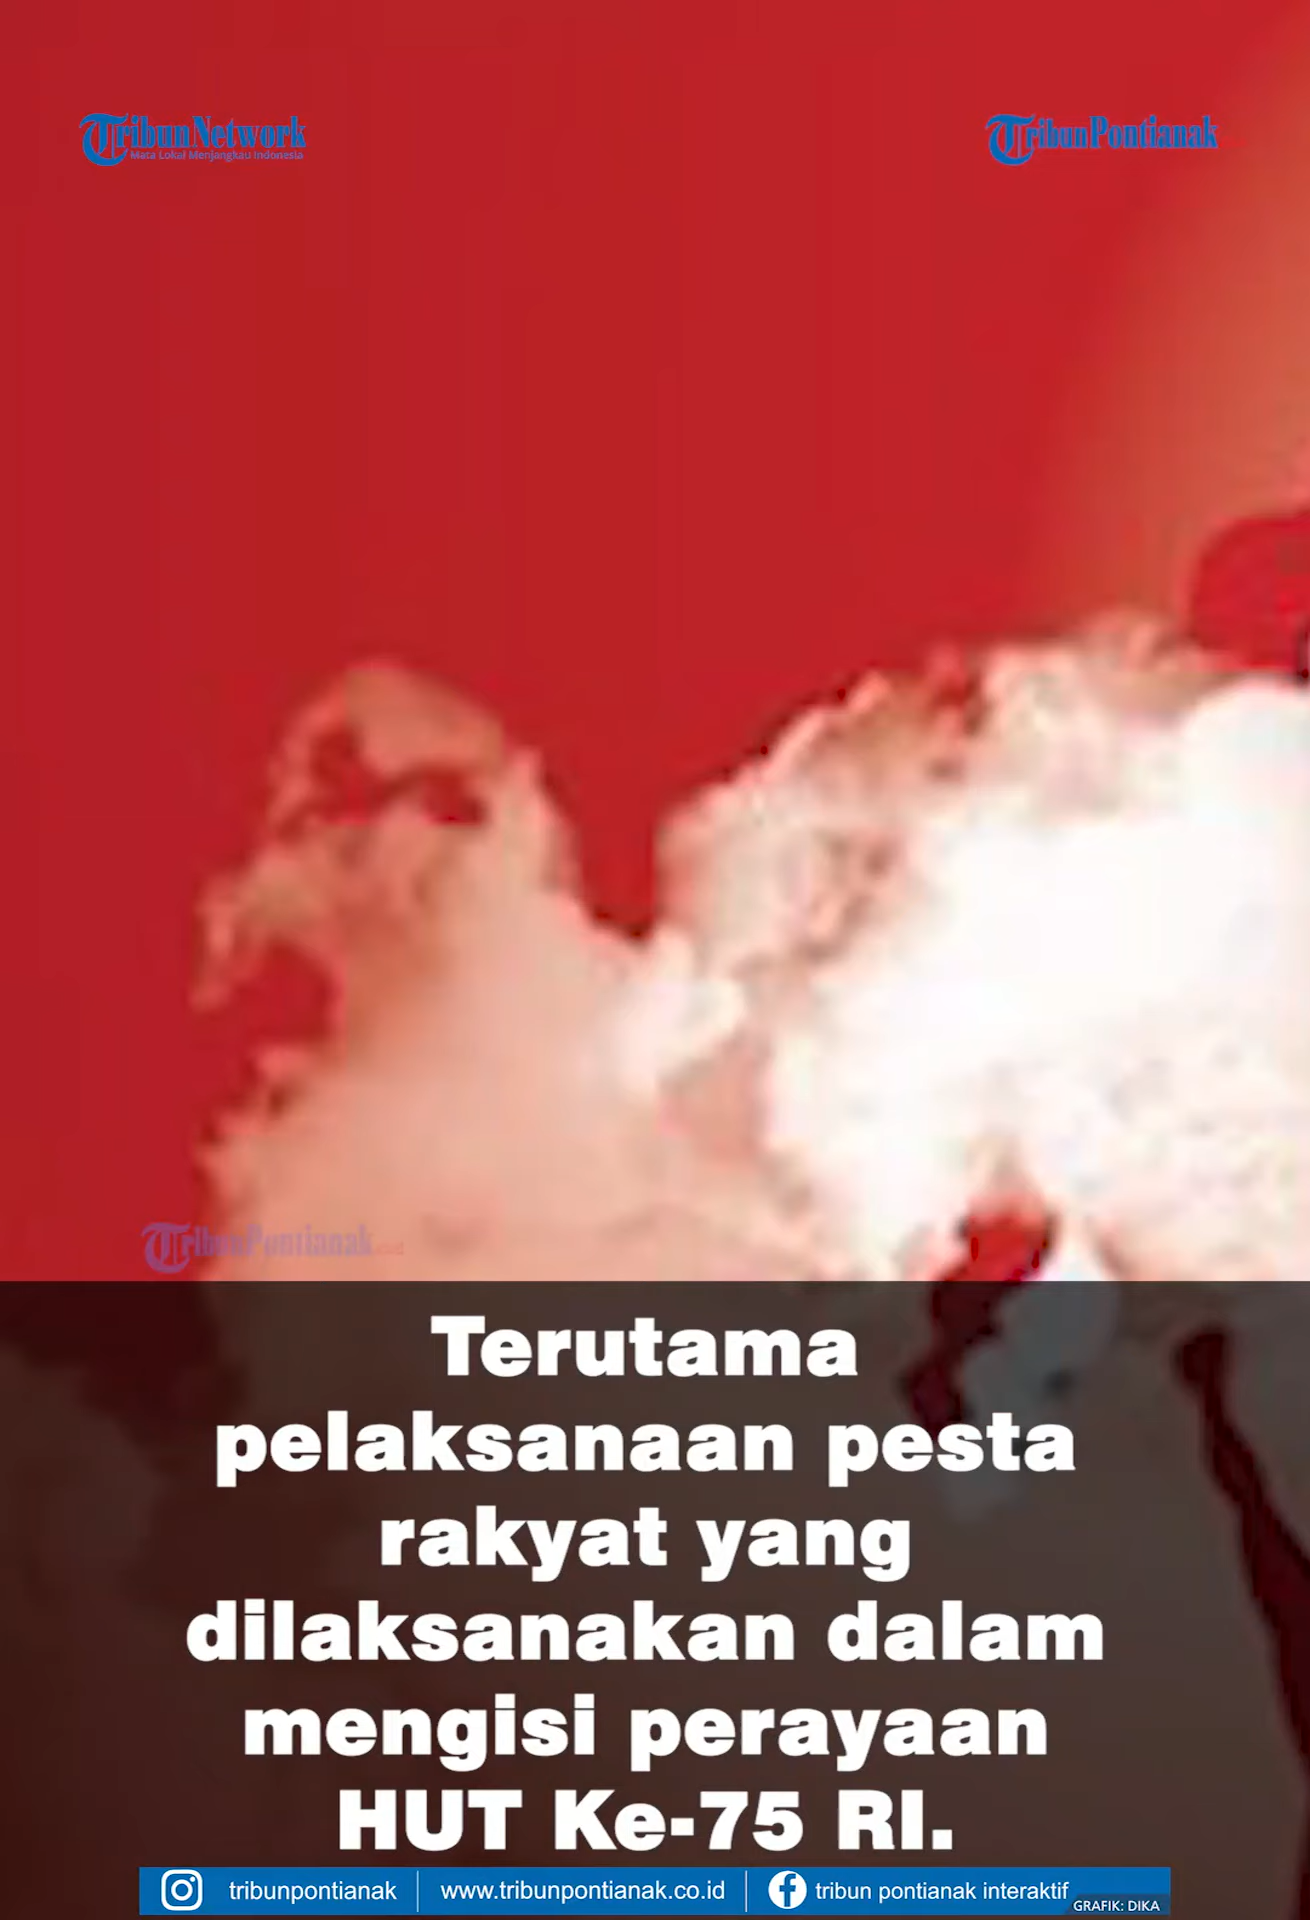 TribunNetwork
Mata Lokal Menjangkau Indonesia
TribunPontianak
TribunPontianak
Terutama
pelaksanaan pesta
rakyat yang
dilaksanakan dalam
mengisi perayaan
HUT Ke-75 RI.
tribunpontianak
www.tribunpontianak.co.id
tribun pontianak interaktif
GRAFIK: DIKA